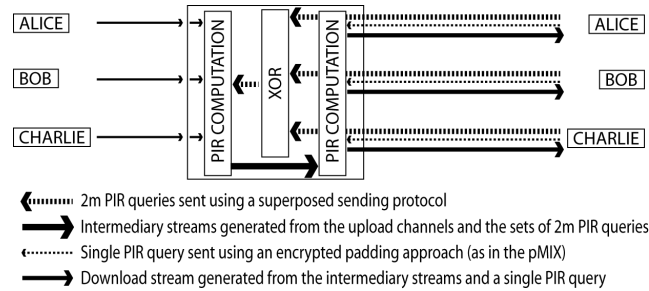 ALICE
BOB
CHARLIE
PIR COMPUTATION
XOR
PIR COMPUTATION
ALICE
BOB
CHARLIE
2m PIR queries sent using a superposed sending protocol
Intermediary streams generated from the upload channels and the sets of 2m PIR queries
Single PIR query sent using an encrypted padding approach (as in the pMIX)
Download stream generated from the intermediary streams and a single PIR query